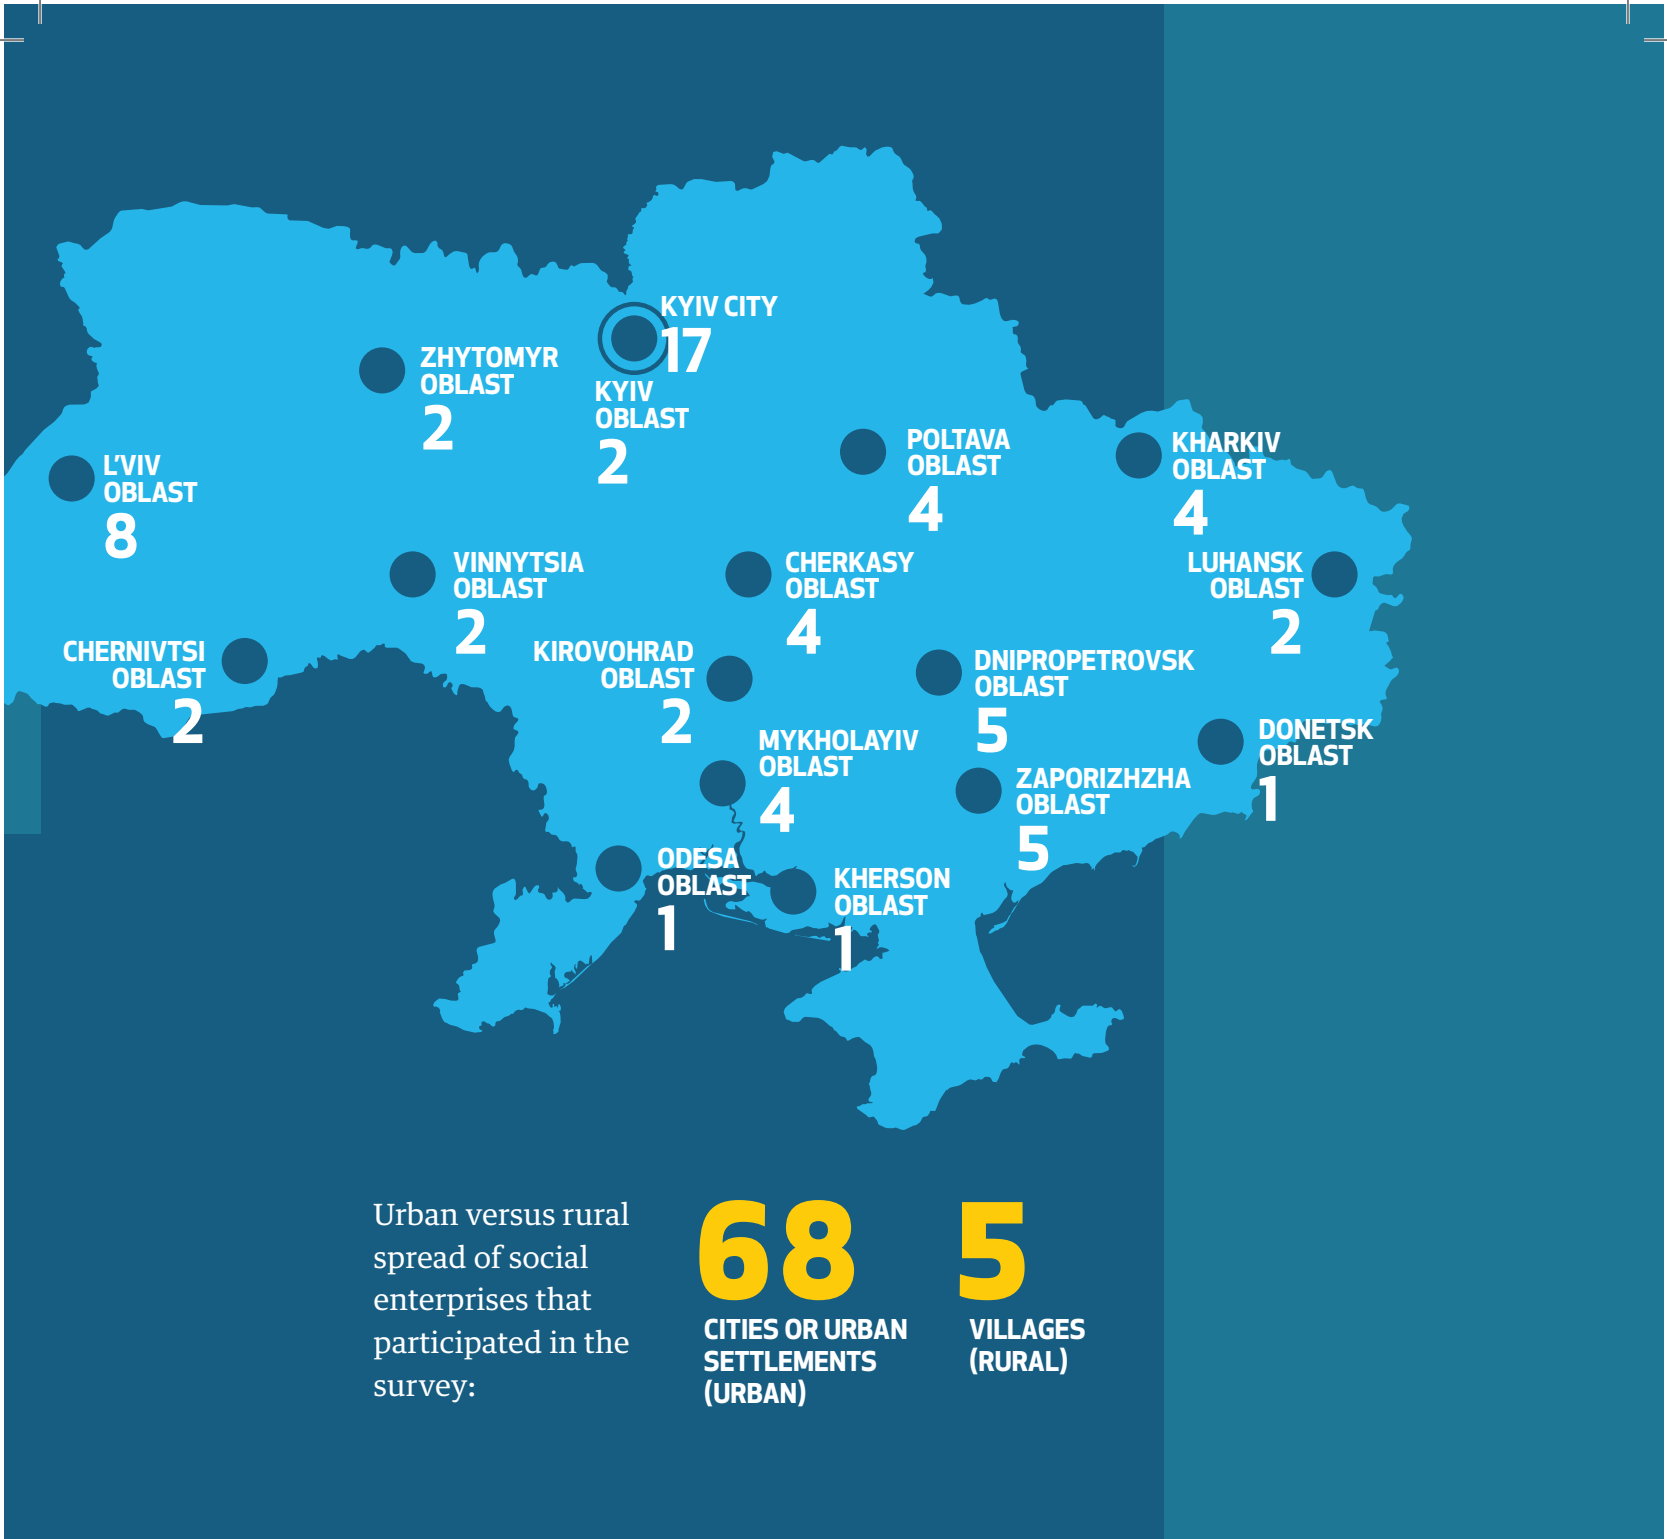 KYIV CITY
17
ZHYTOMYR
OBLAST
2
KYIV
OBLAST
2
POLTAVA
OBLAST
4
KHARKIV
OBLAST
4
L'VIV
OBLAST
8
VINNYTSIA
OBLAST
2
CHERKASY
OBLAST
4
LUHANSK
OBLAST
2
CHERNIVTSI
OBLAST
2
KIROVOHRAD
OBLAST
2
DNIPROPETROVSK
OBLAST
5
DONETSK
OBLAST
1
MYKHOLAYIV
OBLAST
4
ZAPORIZHZHA
OBLAST
5
ODESA
OBLAST
1
KHERSON
OBLAST
1
Urban versus rural
spread of social
enterprises that
participated in the
survey:
68
CITIES OR URBAN
SETTLEMENTS
(URBAN)
5
VILLAGES
(RURAL)